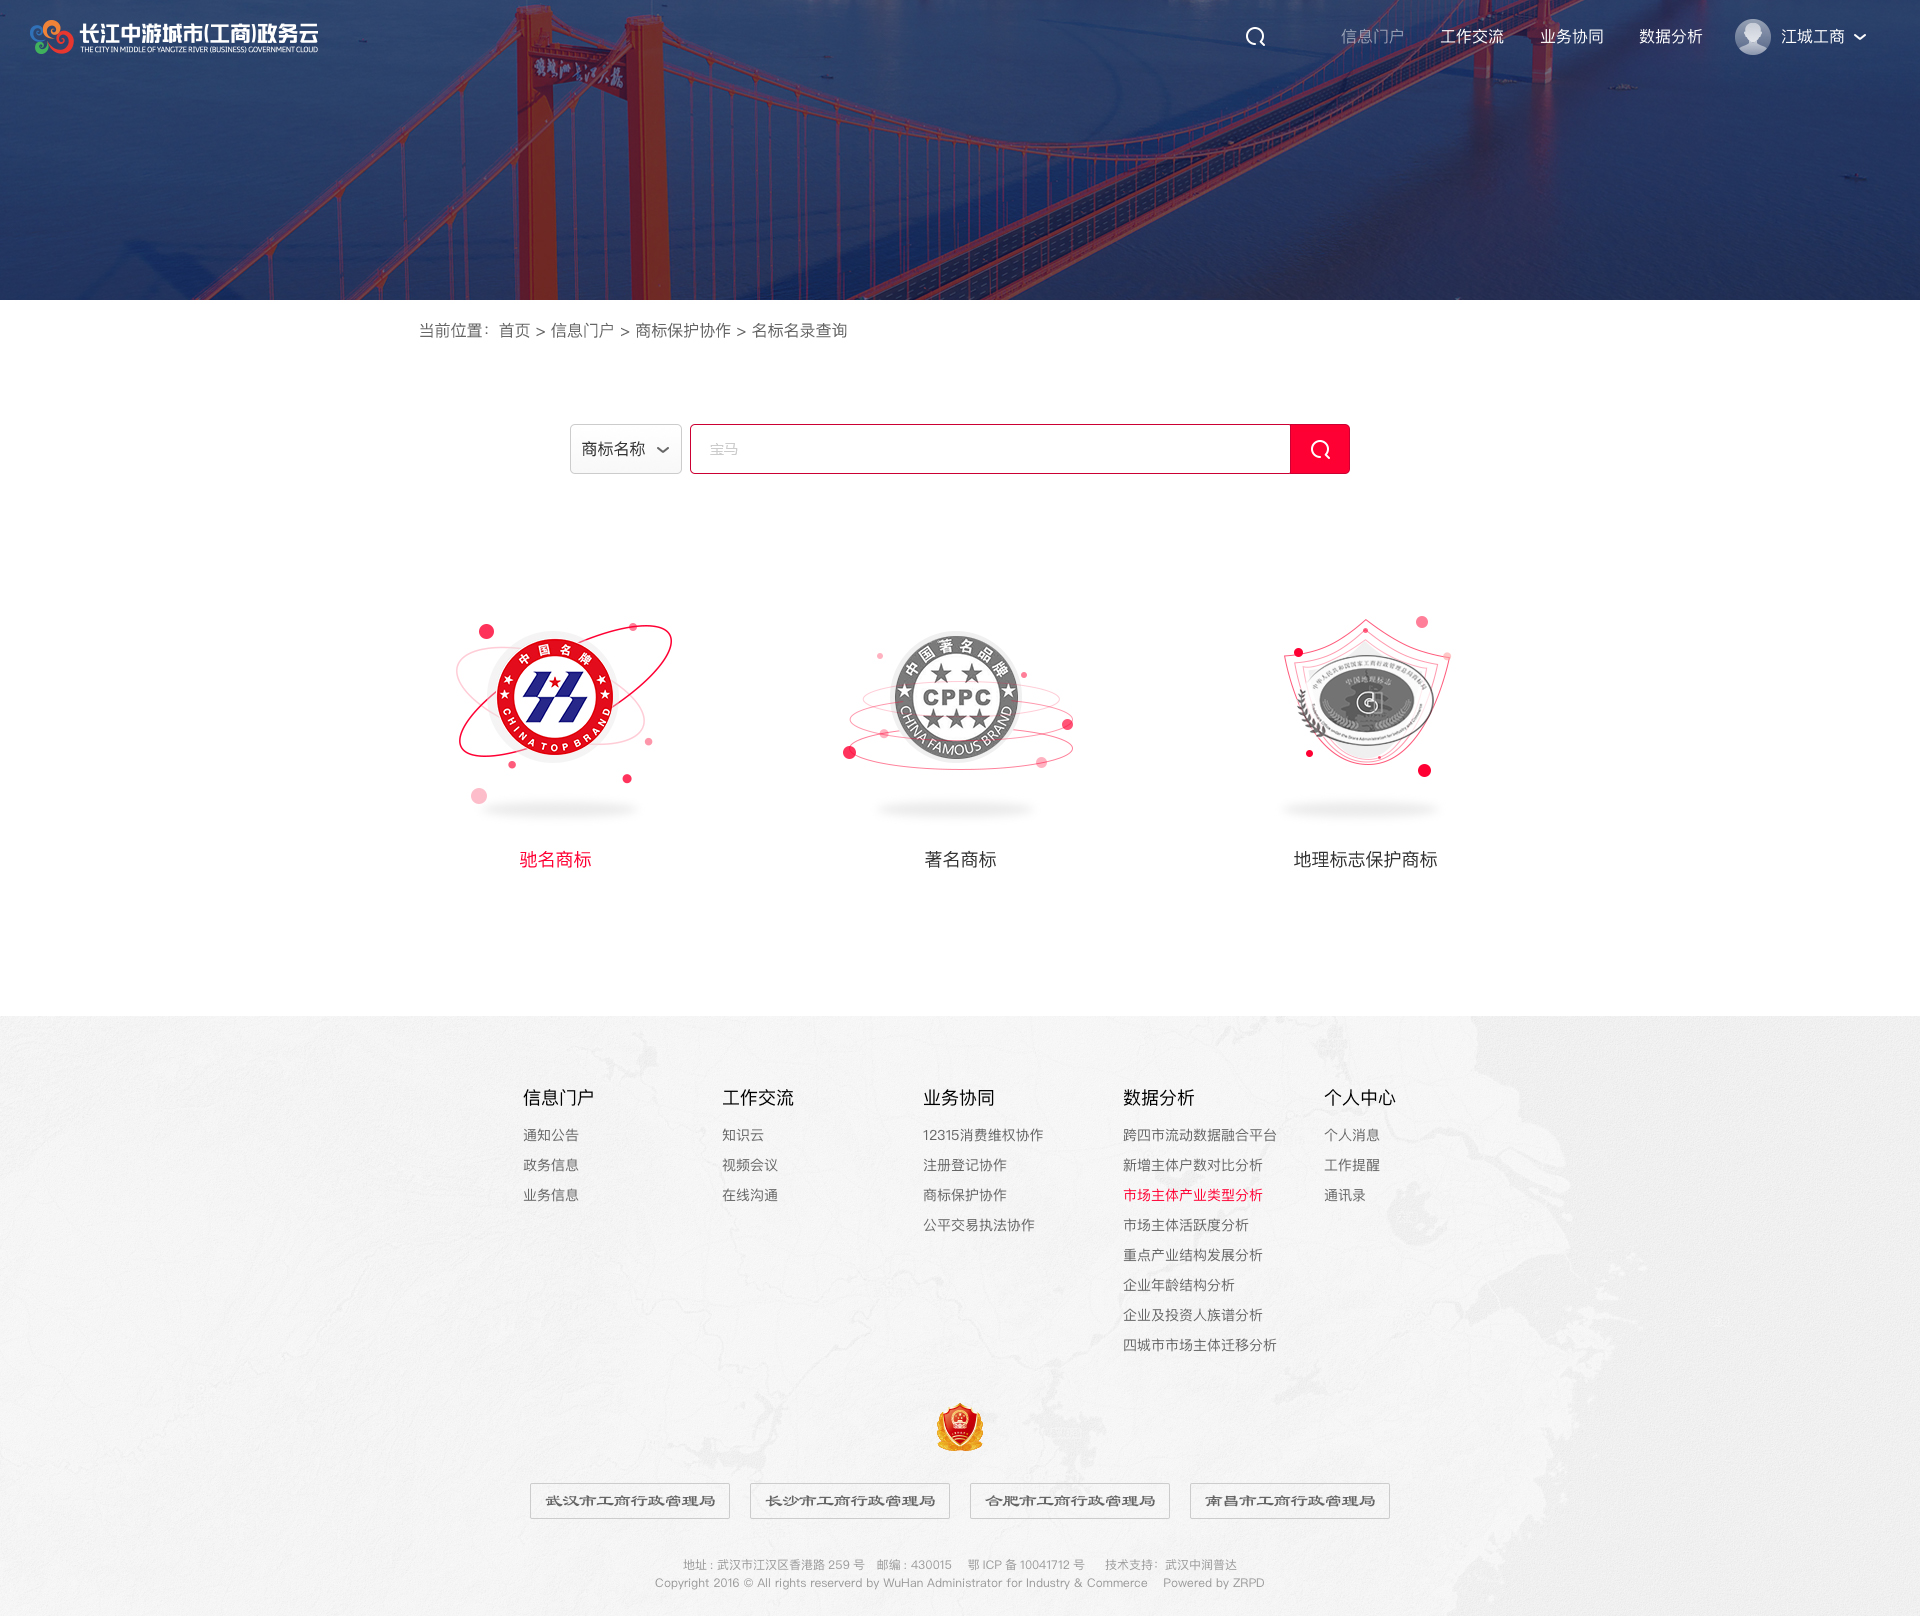 长江中游城市(工商)政务云
THE CITY IN MIDDLE OF YANGTZE RIVER (BUSINESS) GOVERNMENT CLOUD
信息门户 工作交流 业务协同 数据分析 江城工商
当前位置：首页 > 信息门户 > 商标保护协作 > 名标名录查询
商标名称 宝马
中国名牌
CHINA TOP BRAND
中国著名品牌
CPPC
CHINA FAMOUS BRAND
中国地理标志
驰名商标 著名商标 地理标志保护商标
信息门户 工作交流 业务协同 数据分析 个人中心
通知公告 知识云 12315消费维权协作 跨四市流动数据融合平台 个人消息
政务信息 视频会议 注册登记协作 新增主体户数对比分析 工作提醒
业务信息 在线沟通 商标保护协作 市场主体产业类型分析 通讯录
公平交易执法协作 市场主体活跃度分析
重点产业结构发展分析
企业年龄结构分析
企业及投资人族谱分析
四城市市场主体迁移分析
武汉市工商行政管理局 长沙市工商行政管理局 合肥市工商行政管理局 南昌市工商行政管理局
地址 : 武汉市江汉区香港路 259 号 邮编 : 430015 鄂 ICP 备 10041712 号 技术支持：武汉中润普达
Copyright 2016 © All rights reserverd by WuHan Administrator for Industry & Commerce Powered by ZRPD